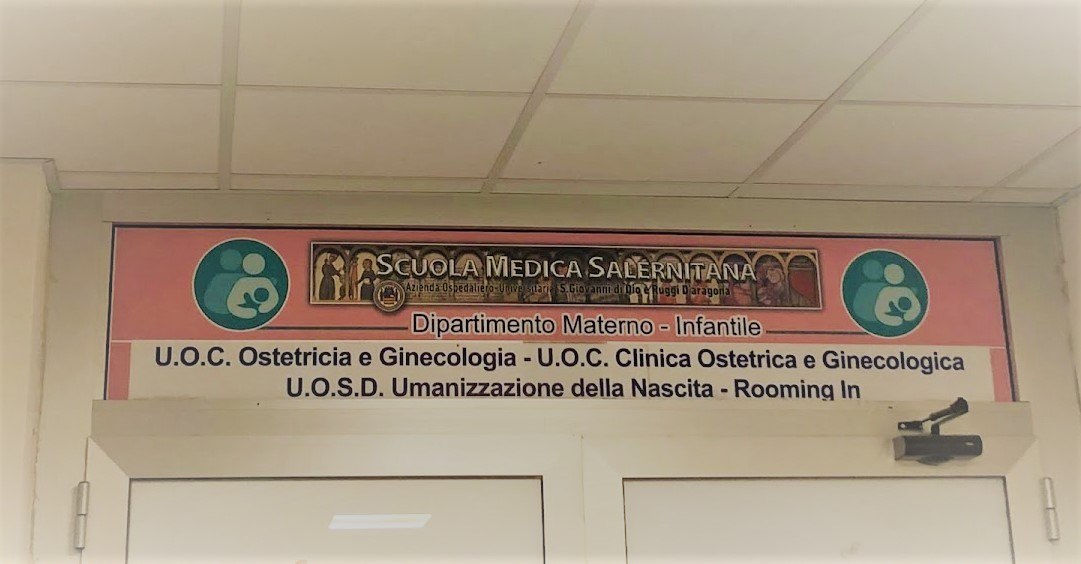 SCUOLA MEDICA SALERNITANA
Azienda Ospedaliero-Universitaria S.Giovanni di Dio e Ruggi D'aragona
Dipartimento Materno - Infantile
U.O.C. Ostetricia e Ginecologia - U.O.C. Clinica Ostetrica e Ginecologica
U.O.S.D. Umanizzazione della Nascita - Rooming In